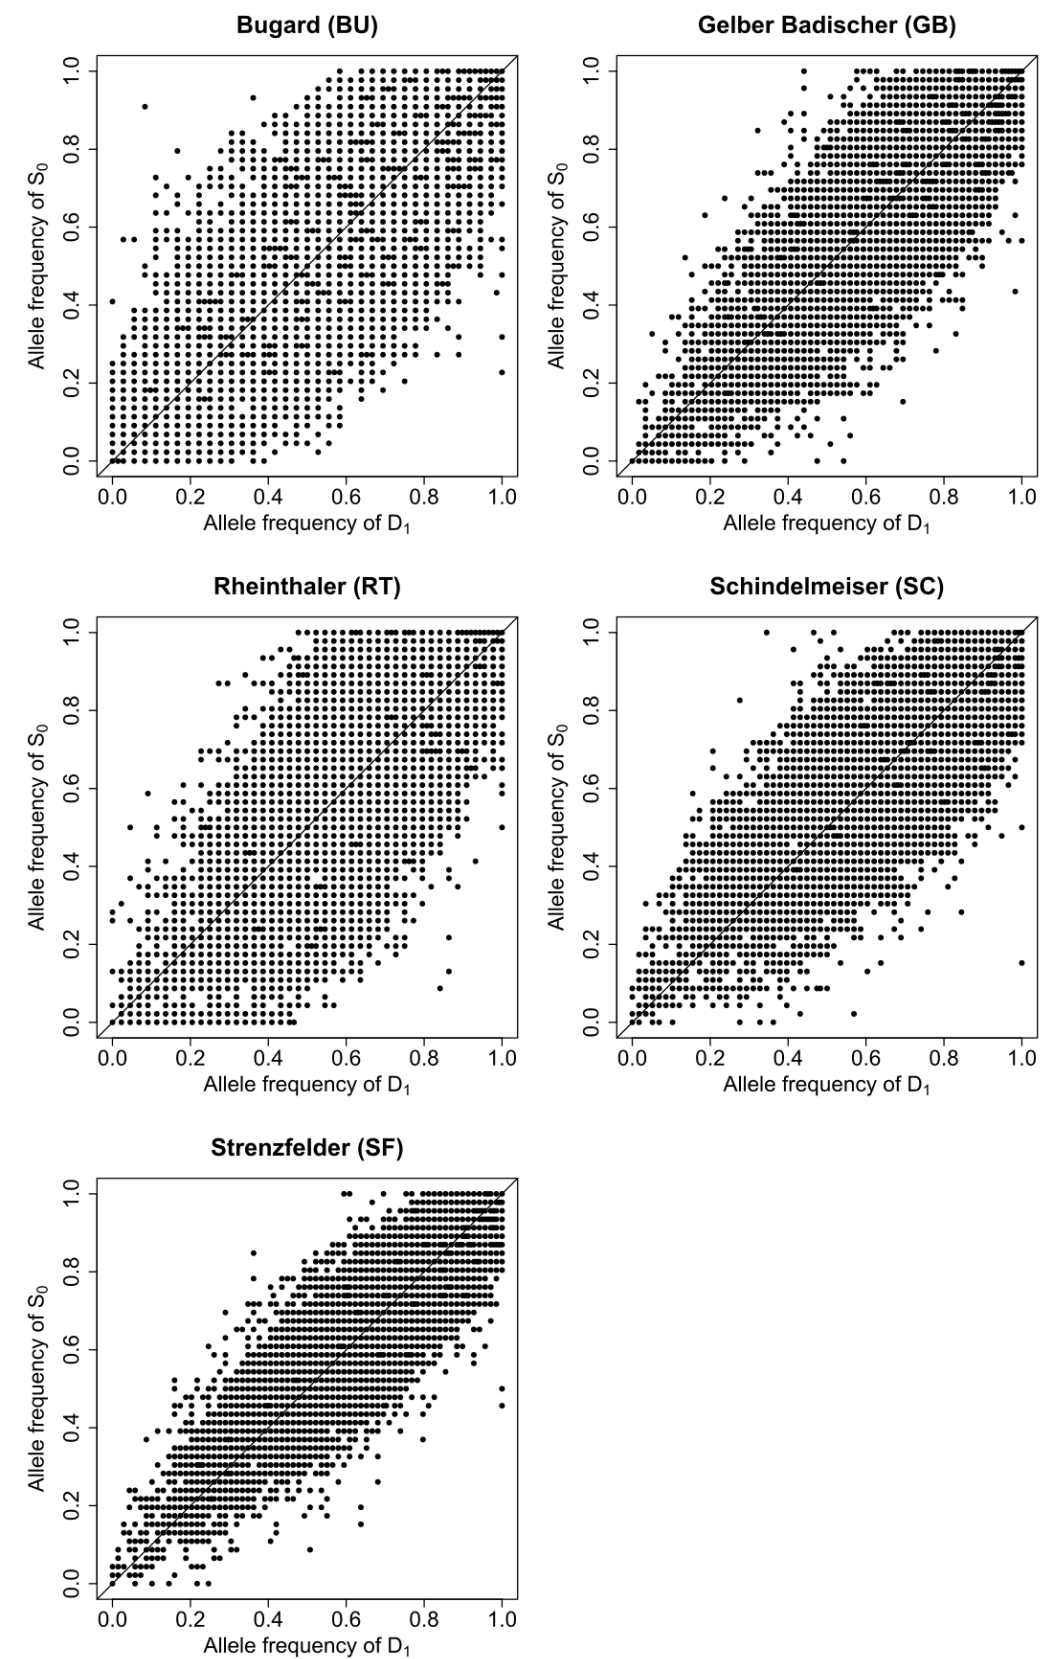 Bugard (BU)
Allele frequency of S₀
1.0
0.8
0.6
0.4
0.2
0.0
0.0 0.2 0.4 0.6 0.8 1.0
Allele frequency of D₁
Gelber Badischer (GB)
Allele frequency of S₀
1.0
0.8
0.6
0.4
0.2
0.0
0.0 0.2 0.4 0.6 0.8 1.0
Allele frequency of D₁
Rheinthaler (RT)
Allele frequency of S₀
1.0
0.8
0.6
0.4
0.2
0.0
0.0 0.2 0.4 0.6 0.8 1.0
Allele frequency of D₁
Schindelmeiser (SC)
Allele frequency of S₀
1.0
0.8
0.6
0.4
0.2
0.0
0.0 0.2 0.4 0.6 0.8 1.0
Allele frequency of D₁
Strenzfelder (SF)
Allele frequency of S₀
1.0
0.8
0.6
0.4
0.2
0.0
0.0 0.2 0.4 0.6 0.8 1.0
Allele frequency of D₁